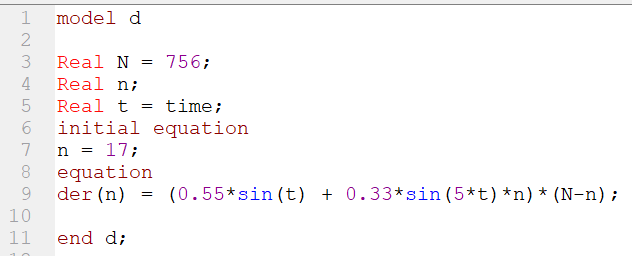 1 model d
2
3 Real N = 756;
4 Real n;
5 Real t = time;
6 initial equation
7 n = 17;
8 equation
9 der(n) = (0.55*sin(t) + 0.33*sin(5*t)*n)*(N-n);
10
11 end d;